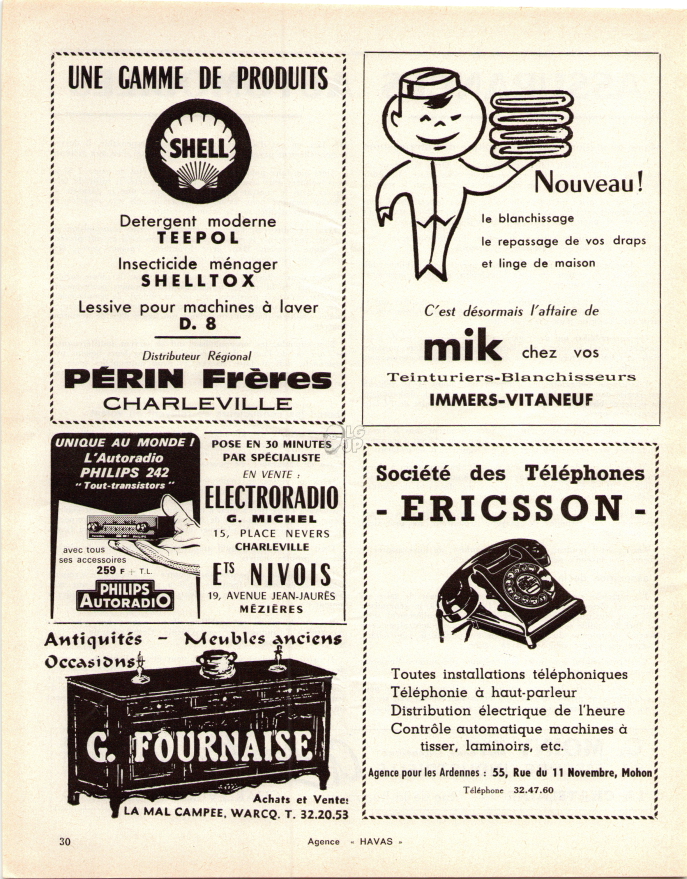 UNE GAMME DE PRODUITS
SHELL
Detergent moderne
TEEPOL
Insecticide ménager
SHELLTOX
Lessive pour machines à laver
D. 8
Distributeur Régional
PÉRIN Frères
CHARLEVILLE
Nouveau!
le blanchissage
le repassage de vos draps
et linge de maison
C'est désormais l'affaire de
mik chez vos
Teinturiers-Blanchisseurs
IMMERS-VITANEUF
UNIQUE AU MONDE !
L'Autoradio
PHILIPS 242
" Tout-transistors "
avec tous
ses accessoires
259 F + T.L.
PHILIPS
AUTORADIO
POSE EN 30 MINUTES
PAR SPÉCIALISTE
EN VENTE :
ELECTRORADIO
G. MICHEL
15, PLACE NEVERS
CHARLEVILLE
ETS NIVOIS
19, AVENUE JEAN-JAURÈS
MÉZIÈRES
Société des Téléphones
- ERICSSON -
Toutes installations téléphoniques
Téléphonie à haut-parleur
Distribution électrique de l'heure
Contrôle automatique machines à
tisser, laminoirs, etc.
Agence pour les Ardennes : 55, Rue du 11 Novembre, Mohon
Téléphone 32.47.60
Antiquités - Meubles anciens
Occasions
G. FOURNAISE
Achats et Ventes
LA MAL CAMPEE, WARCQ. T. 32.20.53
30
Agence « HAVAS »